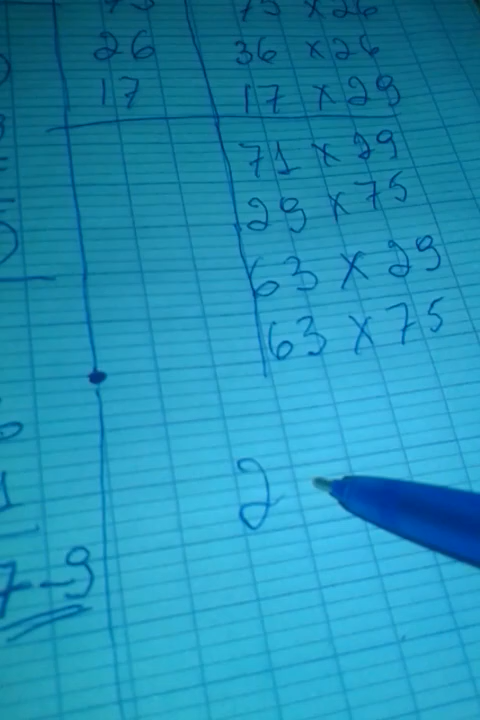 26 36 x 26
17 17 x 29
71 x 29
29 x 75
63 x 29
63 x 75
2
7-9